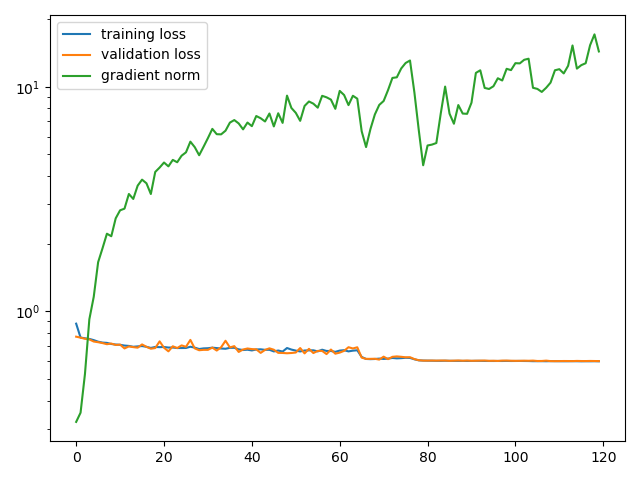 training loss
validation loss
gradient norm
10¹
10⁰
0 20 40 60 80 100 120